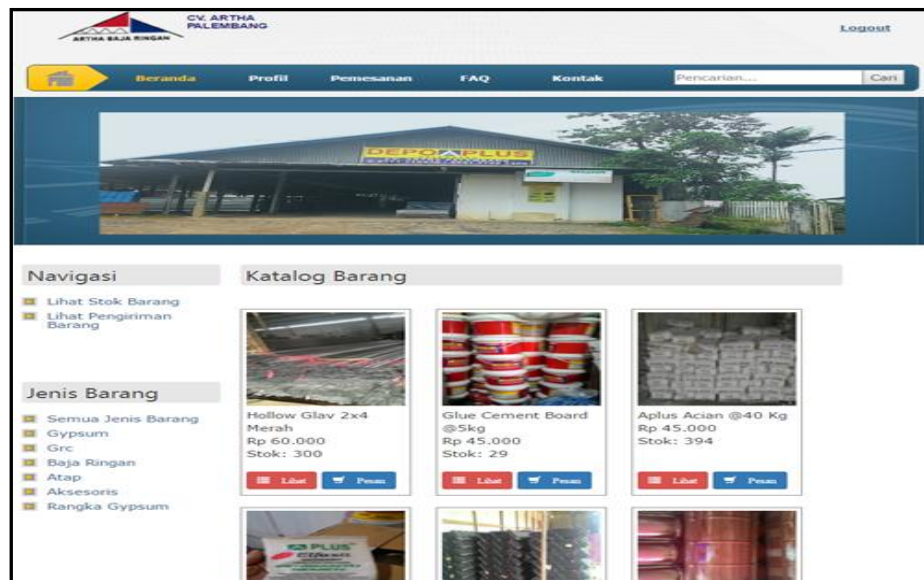 CV. ARTHA
PALEMBANG
ARTHA BAJA RINGAN
Logout
Beranda
Profil
Pemesanan
FAQ
Kontak
Pencarian....
Cari
DEPO APLUS
Navigasi
Lihat Stok Barang
Lihat Pengiriman
Barang
Jenis Barang
Semua Jenis Barang
Gypsum
Grc
Baja Ringan
Atap
Aksesoris
Rangka Gypsum
Katalog Barang
Hollow Glav 2x4
Merah
Rp 60.000
Stok: 300
Lihat
Pesan
Glue Cement Board
@5kg
Rp 45.000
Stok: 29
Lihat
Pesan
Aplus Acian @40 Kg
Rp 45.000
Stok: 394
Lihat
Pesan
PLUS